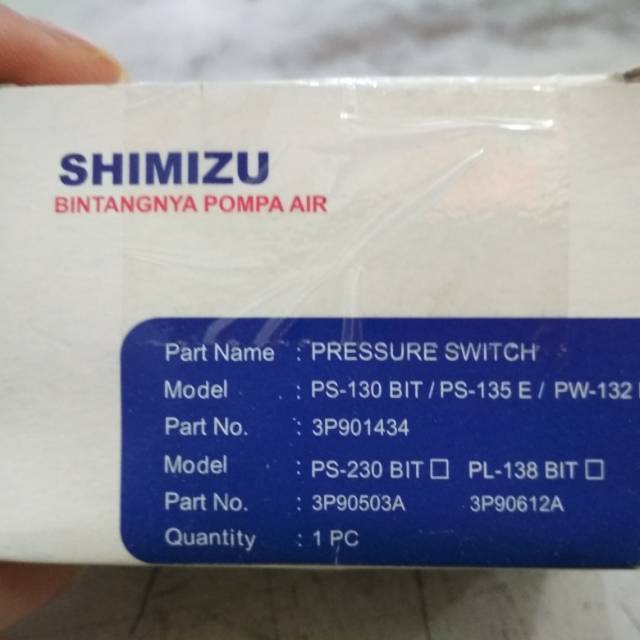 SHIMIZU
BINTANGNYA POMPA AIR
Part Name : PRESSURE SWITCH
Model : PS-130 BIT / PS-135 E / PW-132
Part No. : 3P901434
Model : PS-230 BIT □ PL-138 BIT □
Part No. : 3P90503A 3P90612A
Quantity : 1 PC